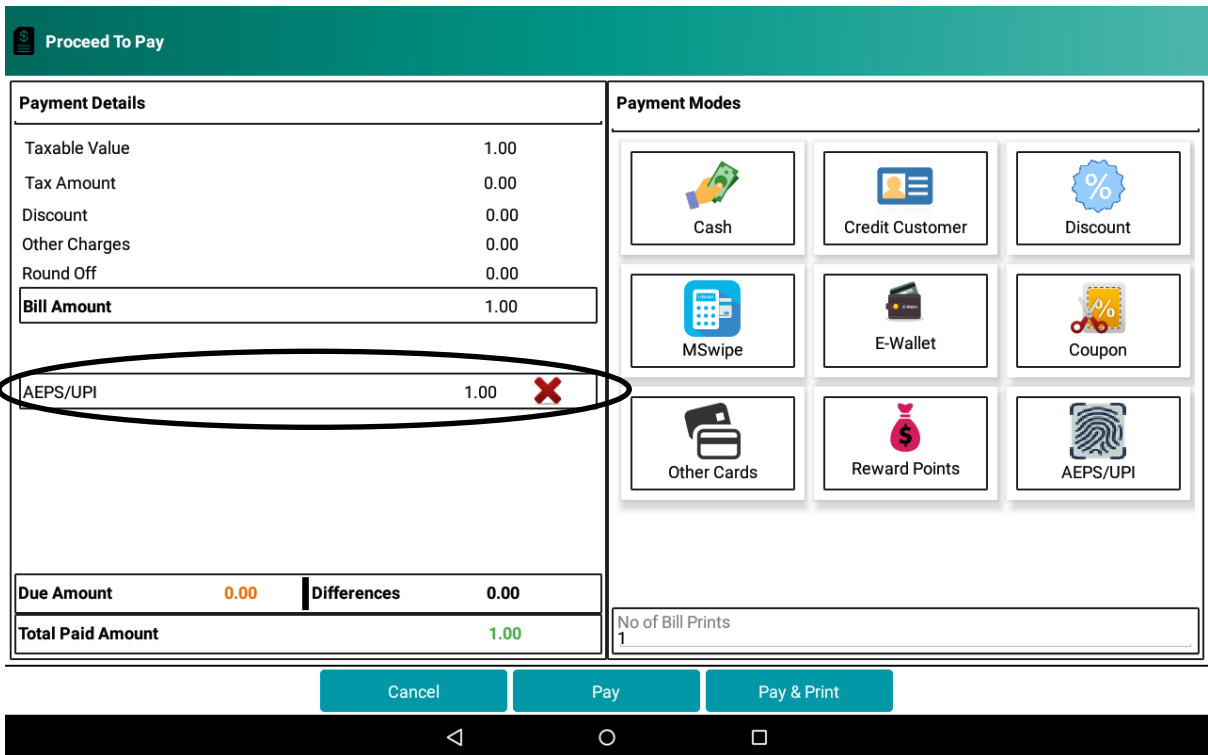 Proceed To Pay
Payment Details
Taxable Value 1.00
Tax Amount 0.00
Discount 0.00
Other Charges 0.00
Round Off 0.00
Bill Amount 1.00
AEPS/UPI 1.00
Due Amount 0.00 Differences 0.00
Total Paid Amount 1.00
Payment Modes
Cash Credit Customer Discount
MSwipe E-Wallet Coupon
Other Cards Reward Points AEPS/UPI
No of Bill Prints
1
Cancel Pay Pay & Print